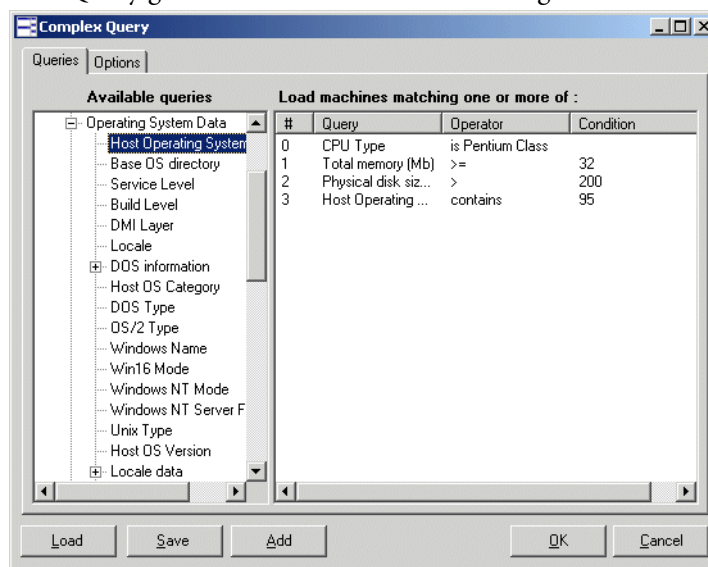 Complex Query
Queries
Options
Available queries
Operating System Data
Host Operating System
Base OS directory
Service Level
Build Level
DMI Layer
Locale
DOS information
Host OS Category
DOS Type
OS/2 Type
Windows Name
Win16 Mode
Windows NT Mode
Windows NT Server F
Unix Type
Host OS Version
Locale data
Load machines matching one or more of :
# Query Operator Condition
0 CPU Type is Pentium Class
1 Total memory (Mb) >= 32
2 Physical disk siz... > 200
3 Host Operating ... contains 95
Load Save Add OK Cancel